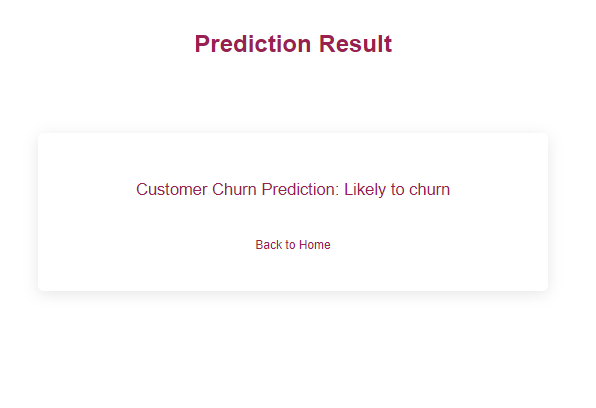 Prediction Result
Customer Churn Prediction: Likely to churn
Back to Home